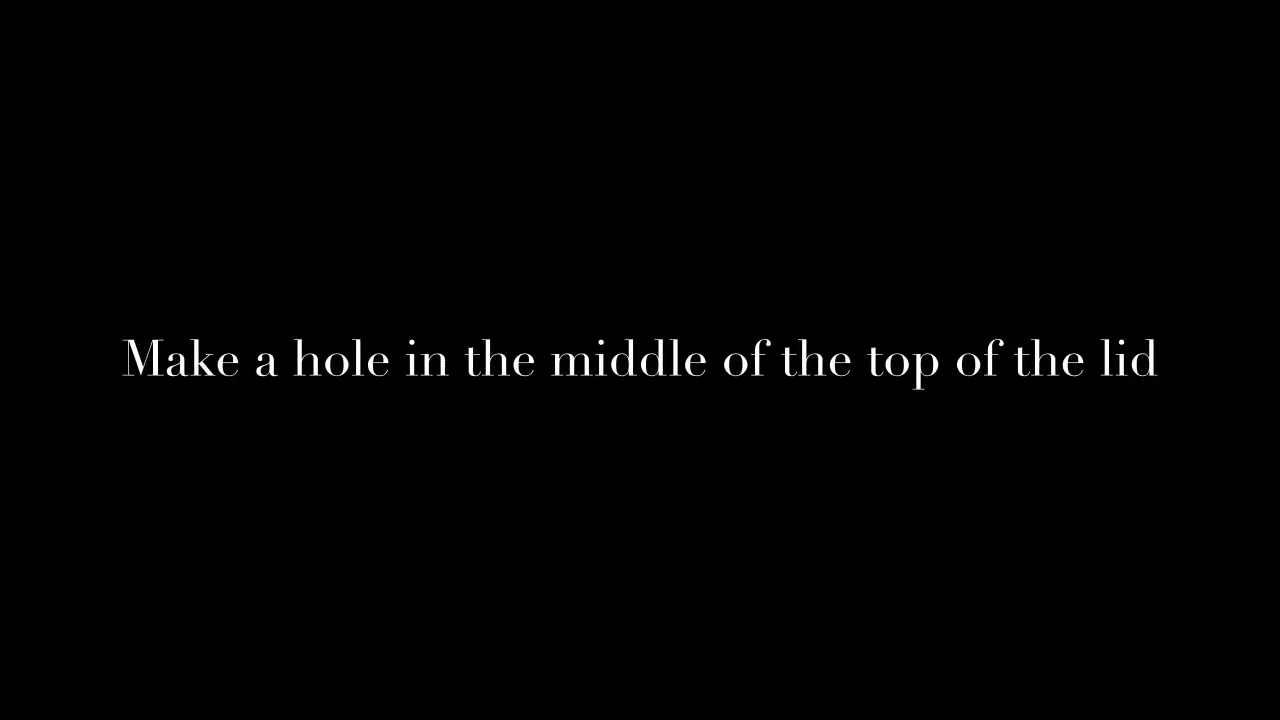 Make a hole in the middle of the top of the lid